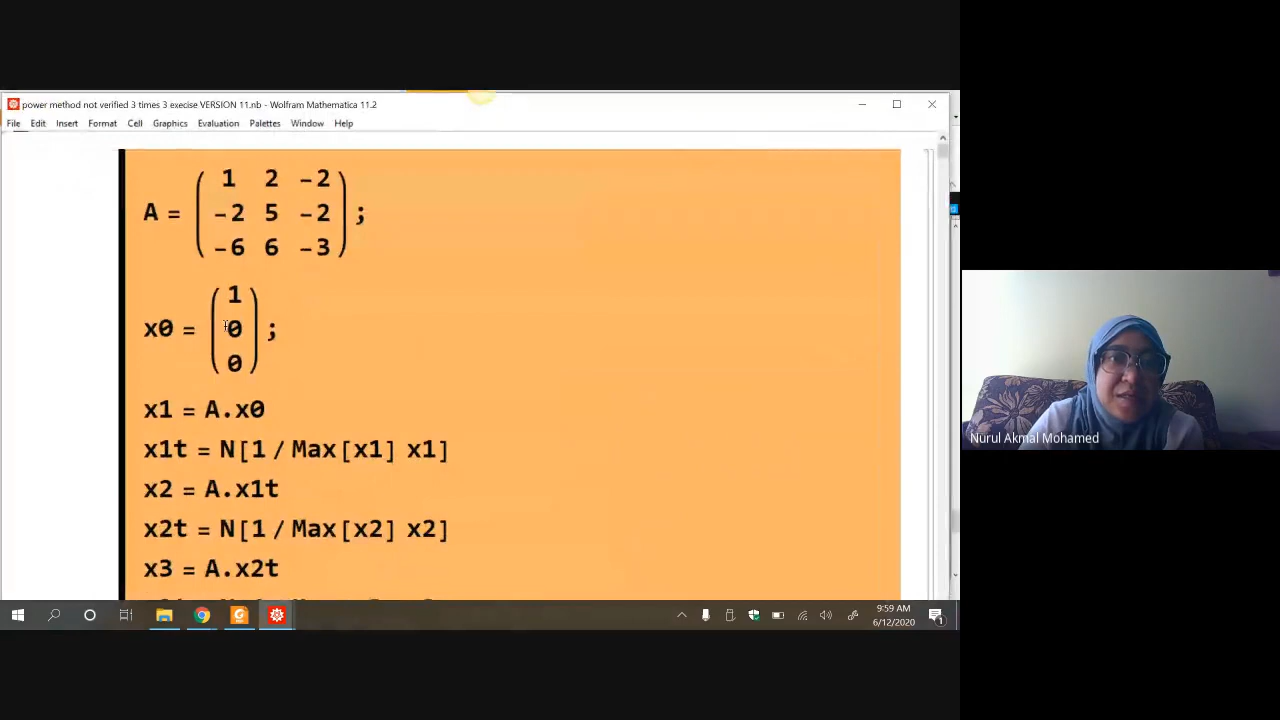 power method not verified 3 times 3 execise VERSION 11.nb - Wolfram Mathematica 11.2
File Edit Insert Format Cell Graphics Evaluation Palettes Window Help
A = ( 1 2 -2
-2 5 -2
-6 6 -3 ) ;
x0 = ( 1
0
0 ) ;
x1 = A.x0
x1t = N[1 / Max[x1] x1]
x2 = A.x1t
x2t = N[1 / Max[x2] x2]
x3 = A.x2t
Nurul Akmal Mohamed
9:59 AM
6/12/2020
1